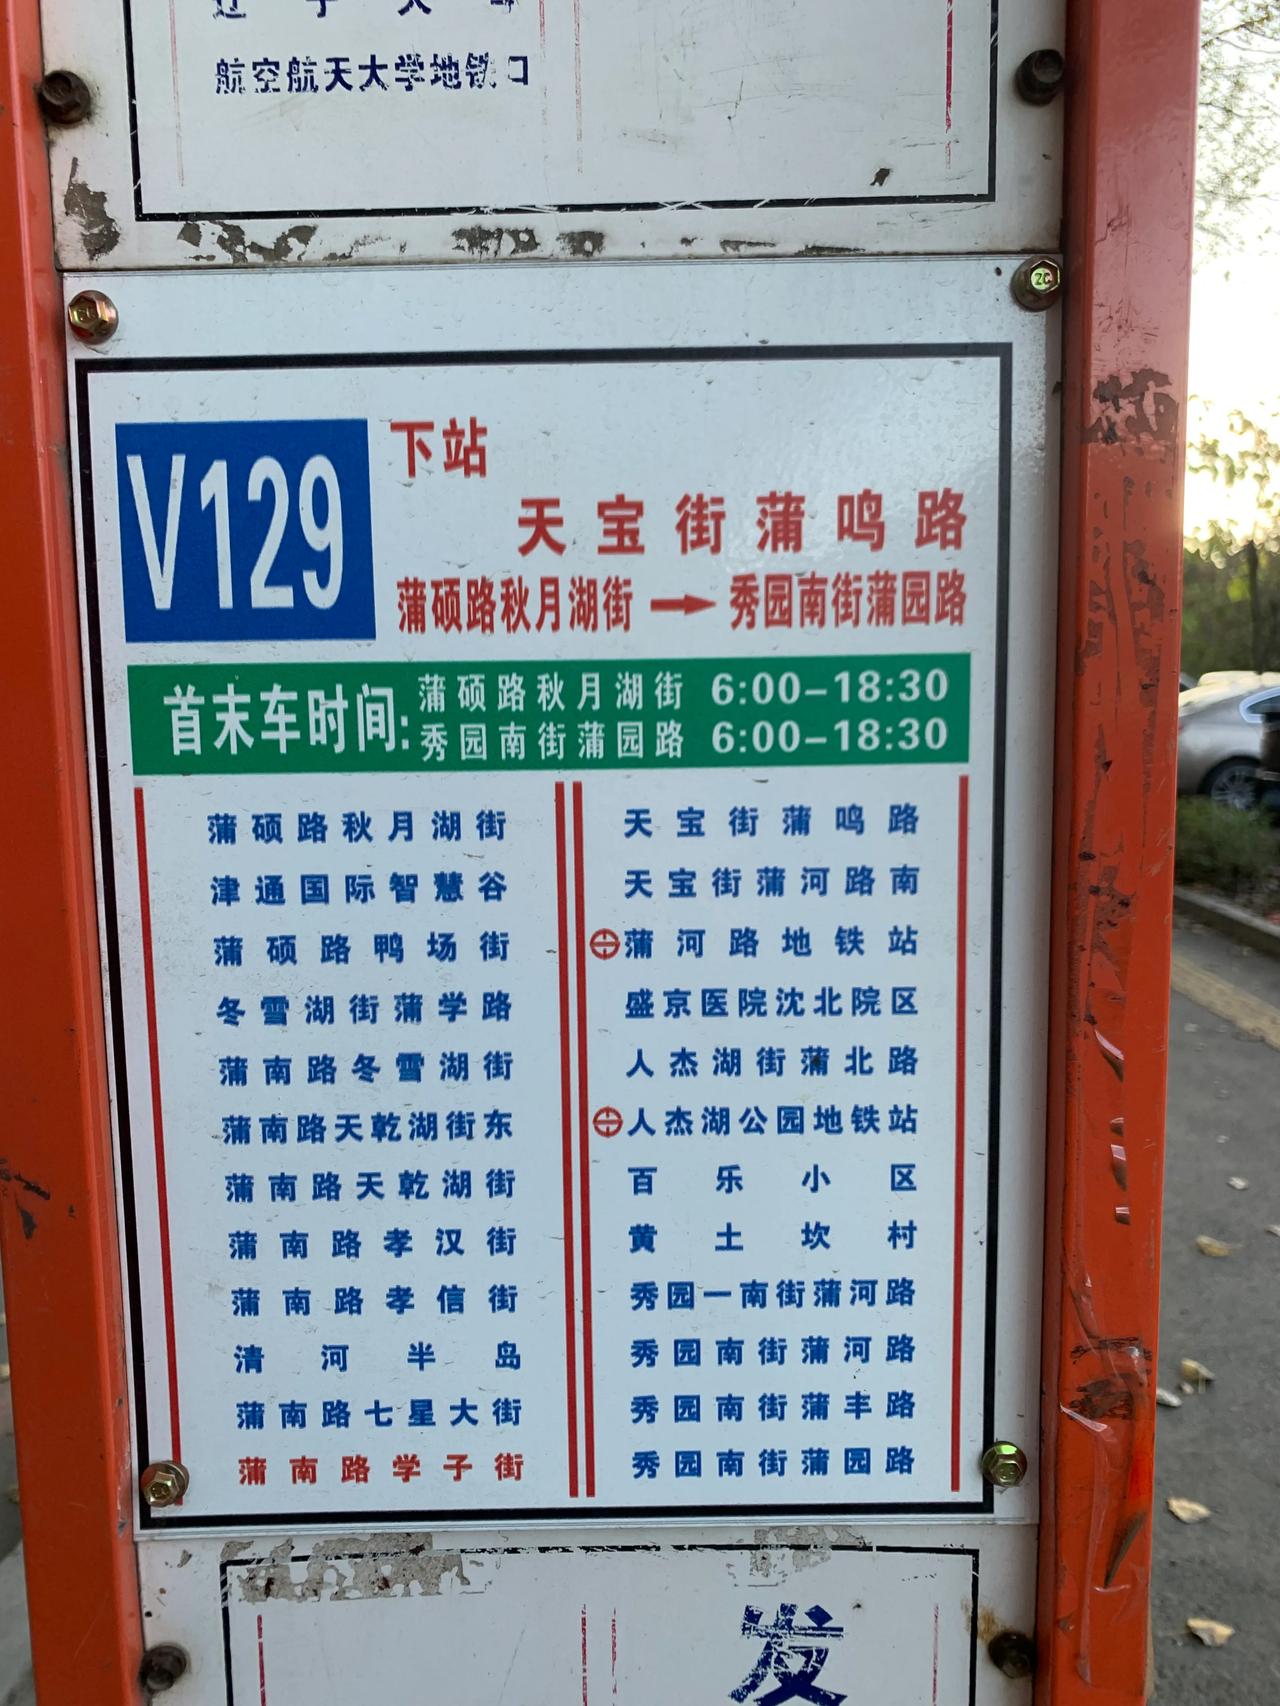 航空航天大学地铁口
V129
下站
天宝街蒲鸣路
蒲硕路秋月湖街→秀园南街蒲园路
首末车时间:
蒲硕路秋月湖街 6:00-18:30
秀园南街蒲园路 6:00-18:30
蒲硕路秋月湖街
津通国际智慧谷
蒲硕路鸭场街
冬雪湖街蒲学路
蒲南路冬雪湖街
蒲南路天乾湖街东
蒲南路天乾湖街
蒲南路孝汉街
蒲南路孝信街
清河半岛
蒲南路七星大街
蒲南路学子街
天宝街蒲鸣路
天宝街蒲河路南
蒲河路地铁站
盛京医院沈北院区
人杰湖街蒲北路
人杰湖公园地铁站
百乐小区
黄土坎村
秀园一南街蒲河路
秀园南街蒲河路
秀园南街蒲丰路
秀园南街蒲园路
发